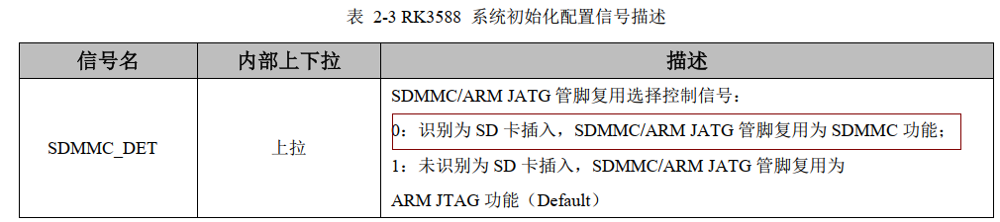 表 2-3 RK3588 系统初始化配置信号描述
信号名 内部上下拉 描述
SDMMC/ARM JATG 管脚复用选择控制信号：
0：识别为 SD 卡插入，SDMMC/ARM JATG 管脚复用为 SDMMC 功能；
SDMMC_DET 上拉
1：未识别为 SD 卡插入，SDMMC/ARM JATG 管脚复用为
ARM JTAG 功能（Default）